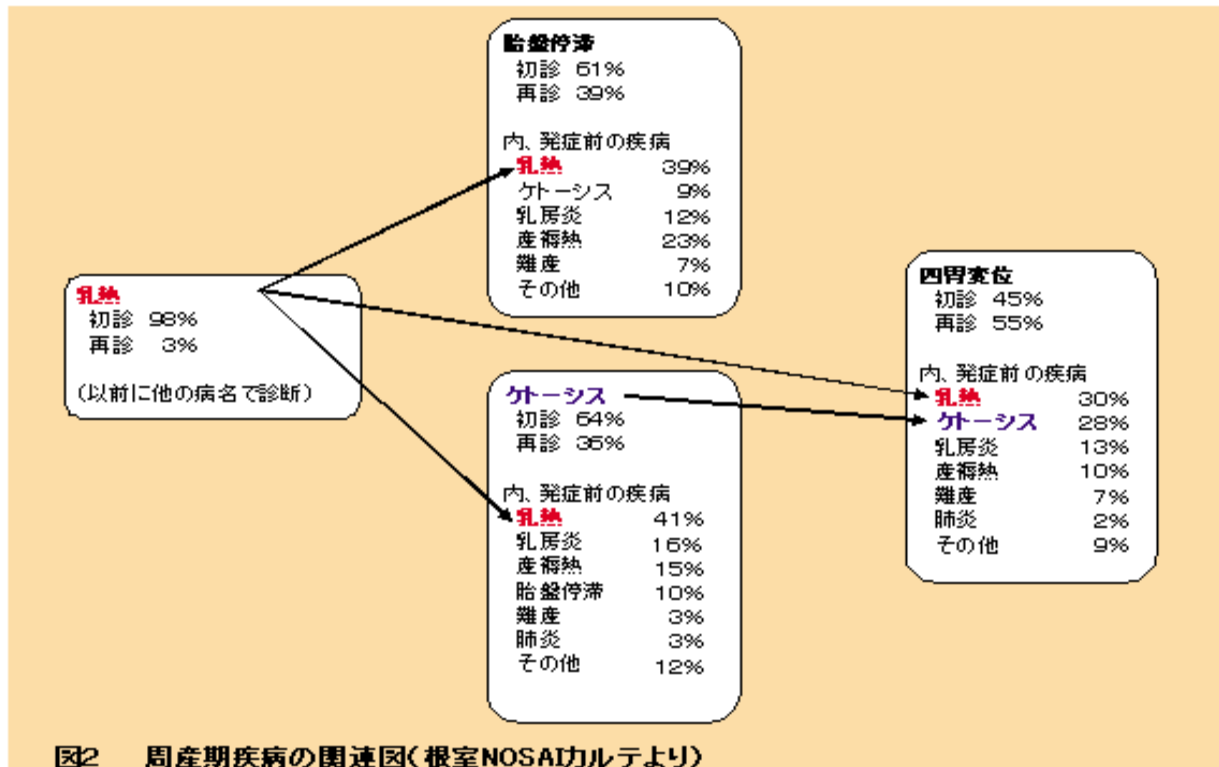 胎盤停滞
初診 61%
再診 39%
内、発症前の疾病
乳熱 39%
ケトーシス 9%
乳房炎 12%
産褥熱 23%
難産 7%
その他 10%
乳熱
初診 98%
再診 3%
(以前に他の病名で診断)
ケトーシス
初診 64%
再診 36%
内、発症前の疾病
乳熱 41%
乳房炎 16%
産褥熱 15%
胎盤停滞 10%
難産 3%
肺炎 3%
その他 12%
四胃変位
初診 45%
再診 55%
内、発症前の疾病
乳熱 30%
ケトーシス 28%
乳房炎 13%
産褥熱 10%
難産 7%
肺炎 2%
その他 9%
図2 周産期疾病の関連図(根室NOSAIカルテより)